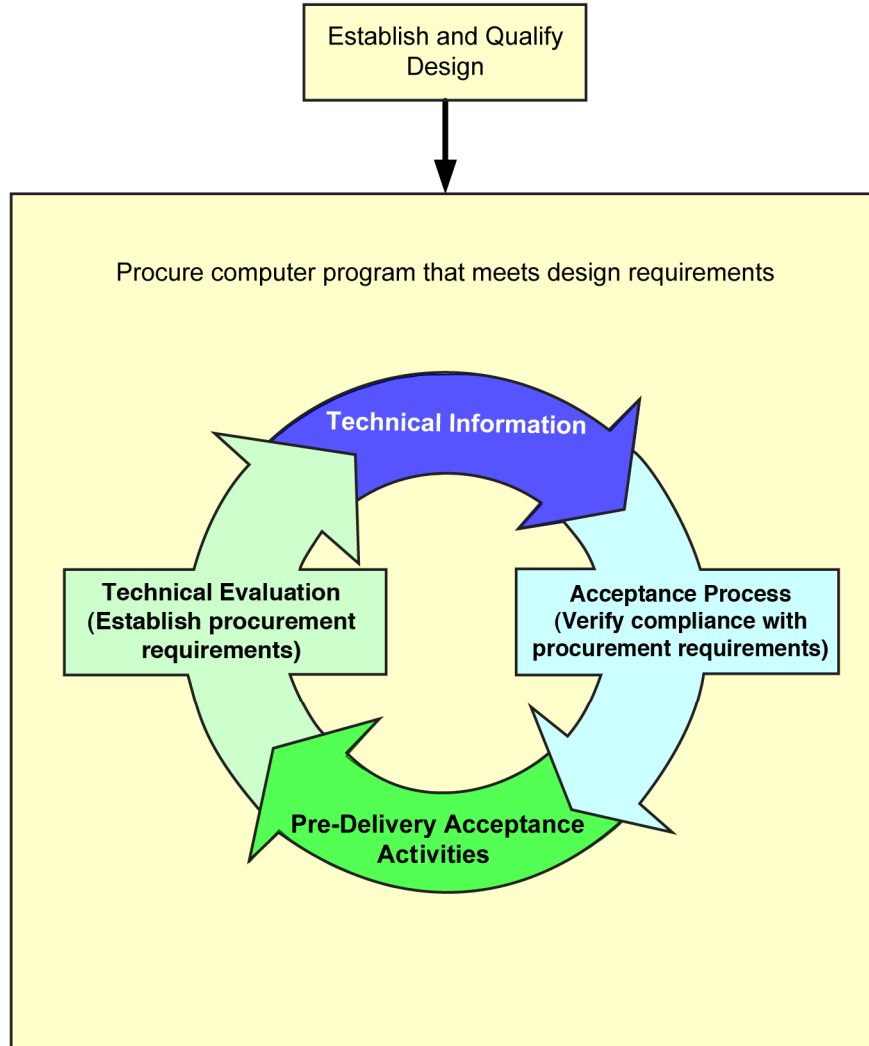 Establish and Qualify
Design
Procure computer program that meets design requirements
Technical Information
Technical Evaluation
(Establish procurement
requirements)
Acceptance Process
(Verify compliance with
procurement requirements)
Pre-Delivery Acceptance
Activities